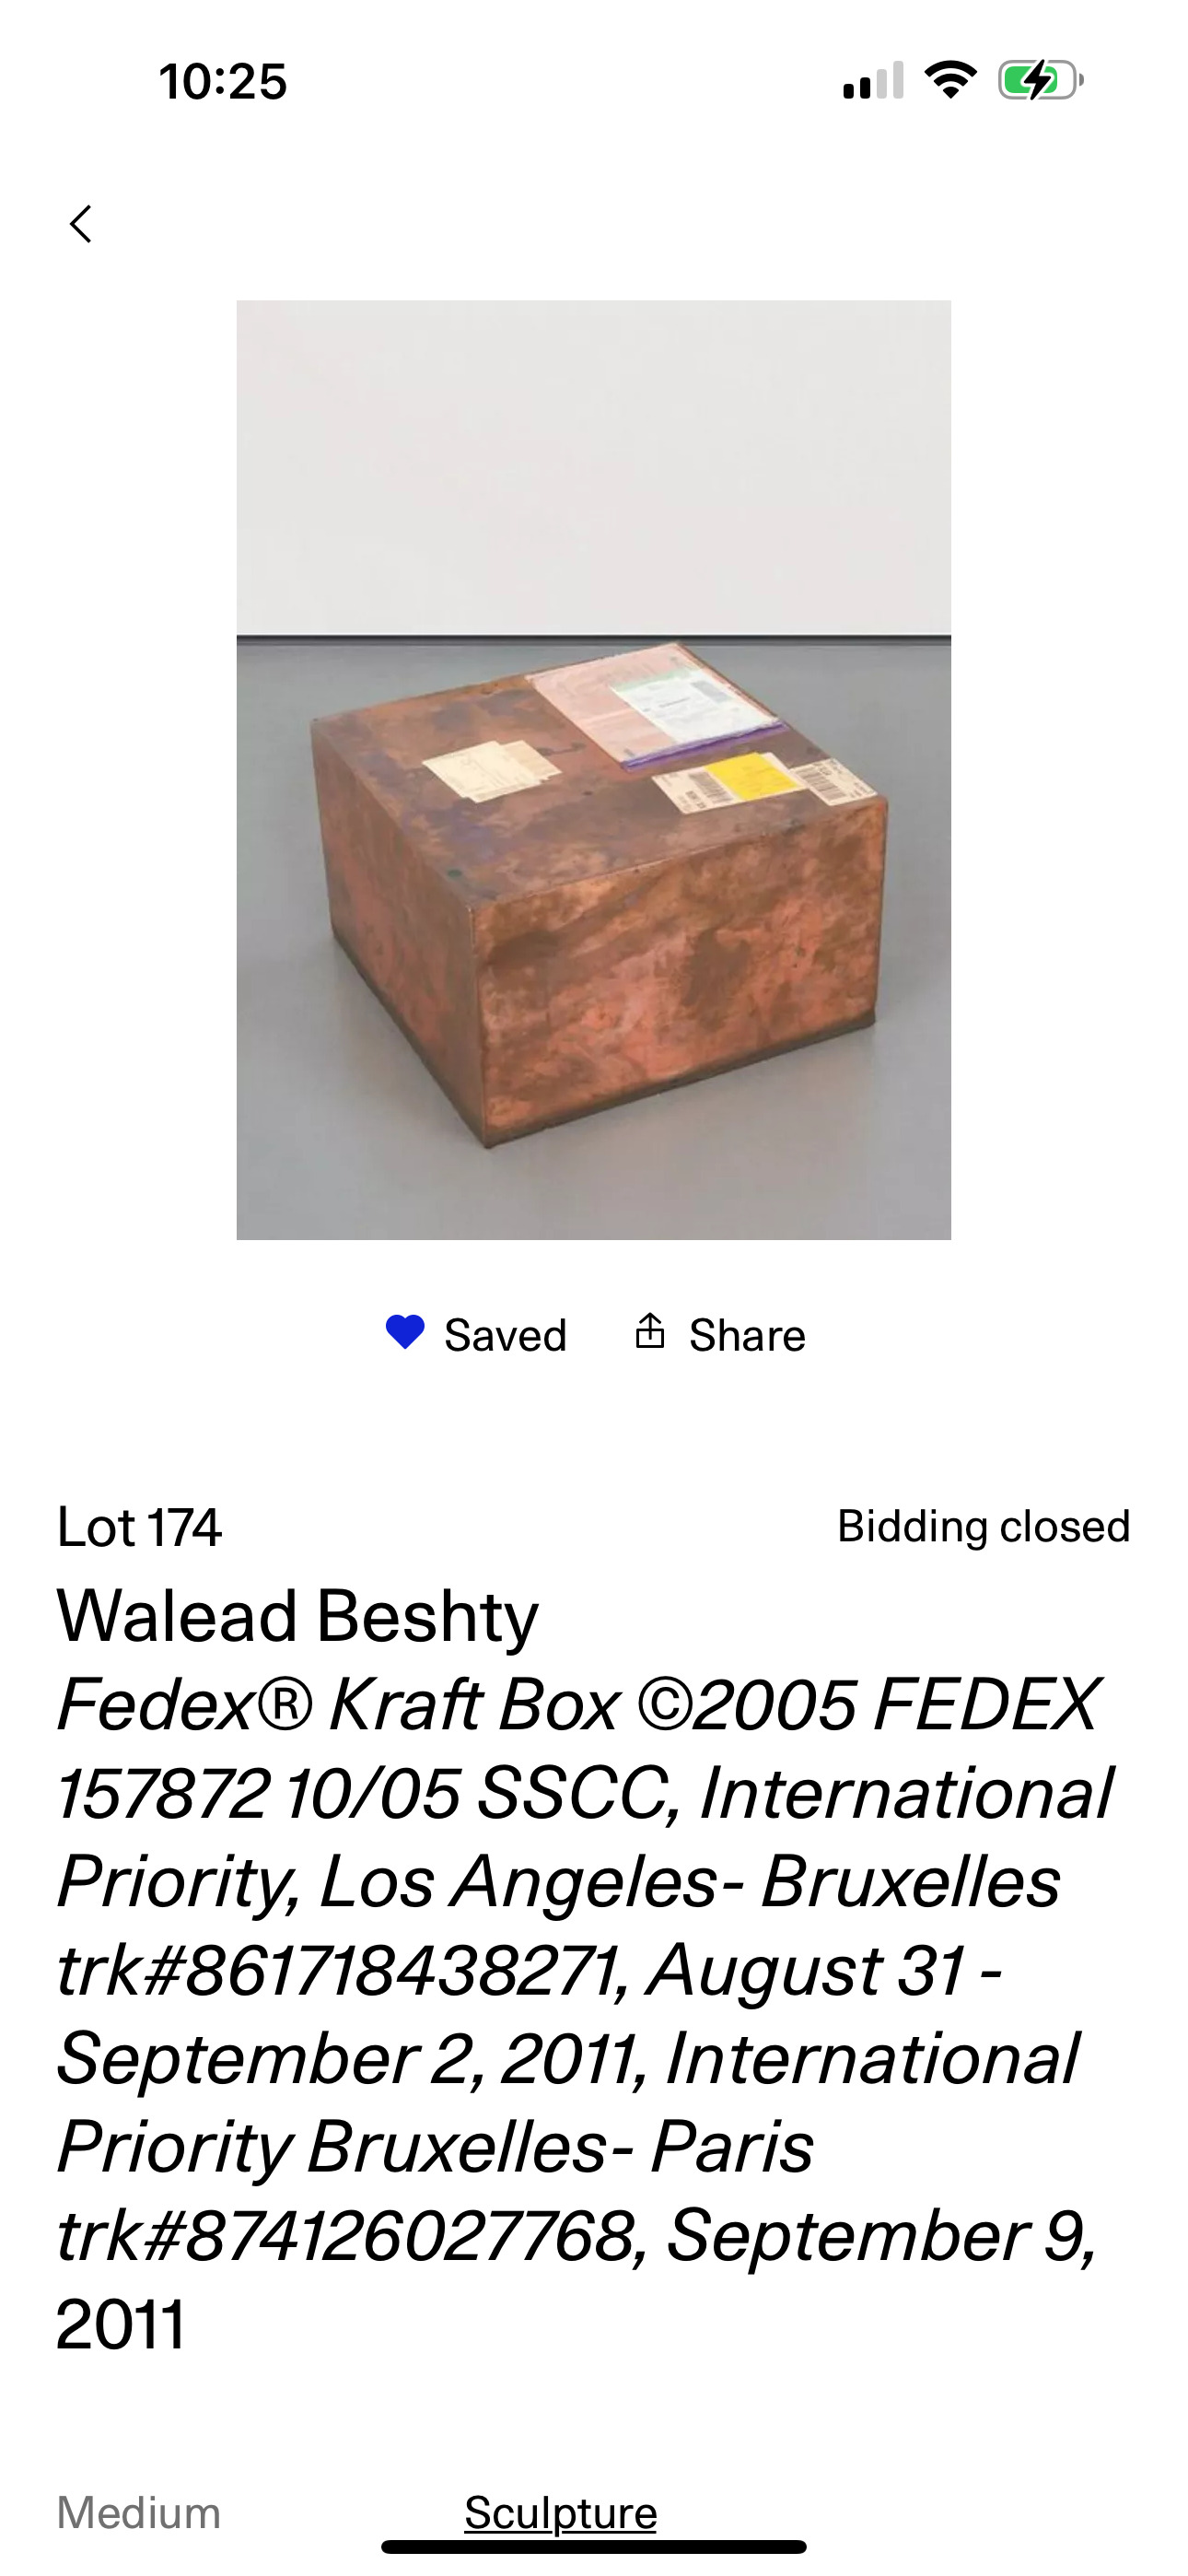 10:25
Saved Share
Lot 174 Bidding closed
Walead Beshty
Fedex® Kraft Box ©2005 FEDEX
157872 10/05 SSCC, International
Priority, Los Angeles- Bruxelles
trk#861718438271, August 31 -
September 2, 2011, International
Priority Bruxelles- Paris
trk#874126027768, September 9,
2011
Medium Sculpture